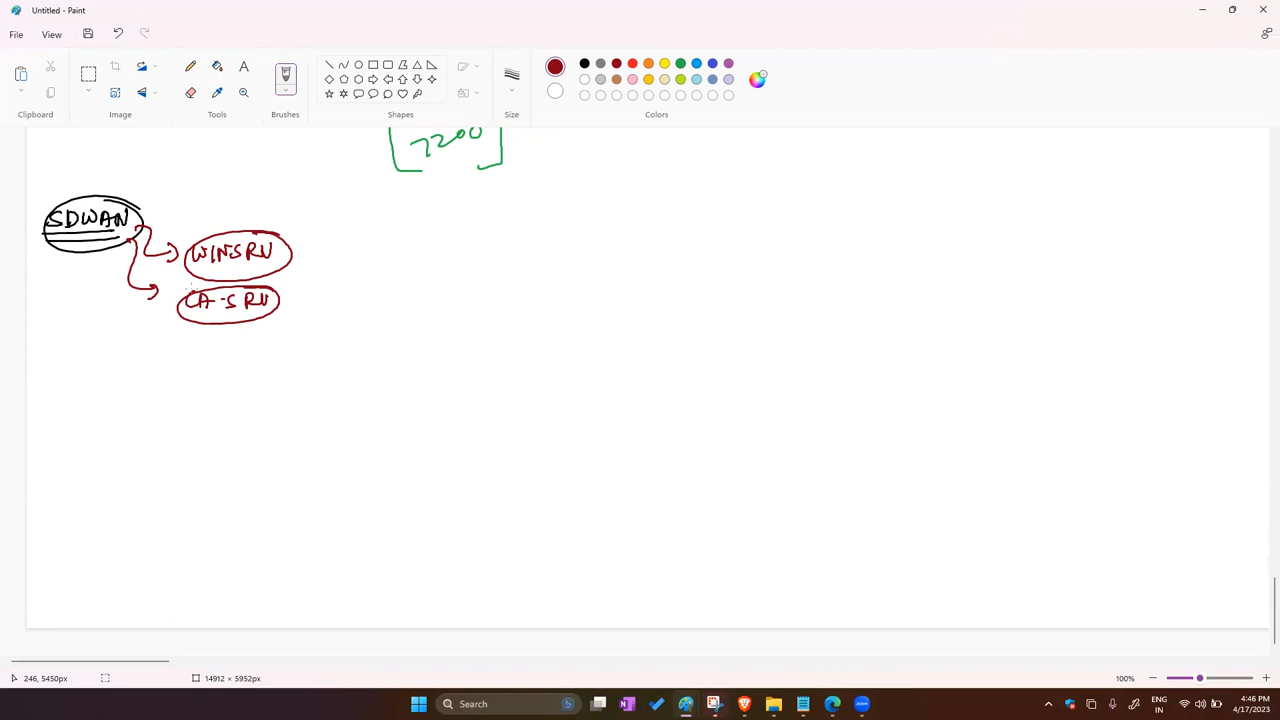 Untitled - Paint
File View
Clipboard Image Tools Brushes Shapes Size Colors
7200
SDWAN
WINSRV
CA-SRV
246, 5450px 14912 × 5952px 100%
Search ENG IN 4:46 PM 4/17/2023